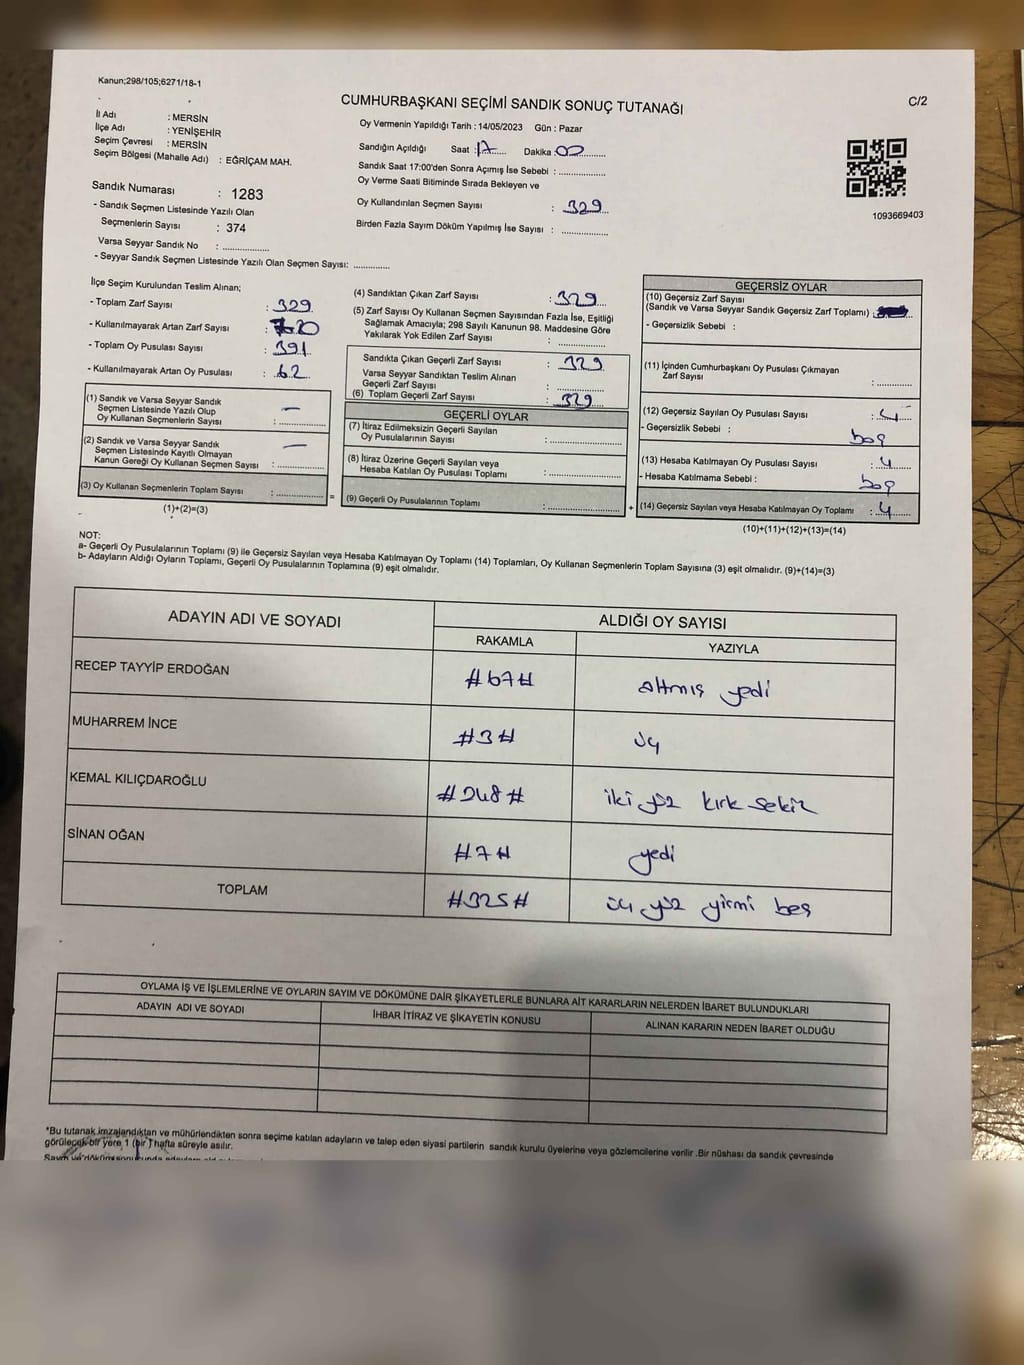 Kanun;298/105;6271/18-1
C/2
CUMHURBAŞKANI SEÇİMİ SANDIK SONUÇ TUTANAĞI
İl Adı : MERSİN
İlçe Adı : YENİŞEHİR
Seçim Çevresi : MERSİN
Seçim Bölgesi (Mahalle Adı) : EĞRİÇAM MAH.
Sandık Numarası : 1283
- Sandık Seçmen Listesinde Yazılı Olan
Seçmenlerin Sayısı : 374
Varsa Seyyar Sandık No : ................
- Seyyar Sandık Seçmen Listesinde Yazılı Olan Seçmen Sayısı: ............
Oy Vermenin Yapıldığı Tarih : 14/05/2023 Gün : Pazar
Sandığın Açıldığı Saat : 17 Dakika 00
Sandık Saat 17:00'den Sonra Açımış İse Sebebi : ................
Oy Verme Saati Bitiminde Sırada Bekleyen ve
Oy Kullandırılan Seçmen Sayısı : 329
Birden Fazla Sayım Döküm Yapılmış İse Sayısı : ................
1093669403
İlçe Seçim Kurulundan Teslim Alınan;
- Toplam Zarf Sayısı : 329
- Kullanılmayarak Artan Zarf Sayısı : 20
- Toplam Oy Pusulası Sayısı : 391
- Kullanılmayarak Artan Oy Pusulası : 62
(1) Sandık ve Varsa Seyyar Sandık
Seçmen Listesinde Yazılı Olup
Oy Kullanan Seçmenlerin Sayısı : ................ —
(2) Sandık ve Varsa Seyyar Sandık
Seçmen Listesinde Kayıtlı Olmayan
Kanun Gereği Oy Kullanan Seçmen Sayısı : ................ —
(3) Oy Kullanan Seçmenlerin Toplam Sayısı : ................ =
(1)+(2)=(3)
(4) Sandıktan Çıkan Zarf Sayısı : 329
(5) Zarf Sayısı Oy Kullanan Seçmen Sayısından Fazla İse, Eşitliği
Sağlamak Amacıyla; 298 Sayılı Kanunun 98. Maddesine Göre
Yakılarak Yok Edilen Zarf Sayısı : ................
Sandıkta Çıkan Geçerli Zarf Sayısı : 329
Varsa Seyyar Sandıktan Teslim Alınan
Geçerli Zarf Sayısı : ................
(6) Toplam Geçerli Zarf Sayısı : 329
GEÇERLİ OYLAR
(7) İtiraz Edilmeksizin Geçerli Sayılan
Oy Pusulalarının Sayısı : ................
(8) İtiraz Üzerine Geçerli Sayılan veya
Hesaba Katılan Oy Pusulası Toplamı : ................
(9) Geçerli Oy Pusulalarının Toplamı : ................ +
GEÇERSİZ OYLAR
(10) Geçersiz Zarf Sayısı
(Sandık ve Varsa Seyyar Sandık Geçersiz Zarf Toplamı) :
- Geçersizlik Sebebi :
(11) İçinden Cumhurbaşkanı Oy Pusulası Çıkmayan
Zarf Sayısı : ............
(12) Geçersiz Sayılan Oy Pusulası Sayısı : 4
- Geçersizlik Sebebi : boş
(13) Hesaba Katılmayan Oy Pusulası Sayısı : 4
- Hesaba Katılmama Sebebi : boş
(14) Geçersiz Sayılan veya Hesaba Katılmayan Oy Toplamı : 4
(10)+(11)+(12)+(13)=(14)
NOT:
a- Geçerli Oy Pusulalarının Toplamı (9) ile Geçersiz Sayılan veya Hesaba Katılmayan Oy Toplamı (14) Toplamları, Oy Kullanan Seçmenlerin Toplam Sayısına (3) eşit olmalıdır. (9)+(14)=(3)
b- Adayların Aldığı Oyların Toplamı, Geçerli Oy Pusulalarının Toplamına (9) eşit olmalıdır.
ADAYIN ADI VE SOYADI
ALDIĞI OY SAYISI
RAKAMLA YAZIYLA
RECEP TAYYİP ERDOĞAN #67# altmış yedi
MUHARREM İNCE #3# üç
KEMAL KILIÇDAROĞLU #248# iki yüz kırk sekiz
SİNAN OĞAN #7# yedi
TOPLAM #325# üç yüz yirmi beş
OYLAMA İŞ VE İŞLEMLERİNE VE OYLARIN SAYIM VE DÖKÜMÜNE DAİR ŞİKAYETLERLE BUNLARA AİT KARARLARIN NELERDEN İBARET BULUNDUKLARI
ADAYIN ADI VE SOYADI İHBAR İTİRAZ VE ŞİKAYETİN KONUSU ALINAN KARARIN NEDEN İBARET OLDUĞU
*Bu tutanak imzalandıktan ve mühürlendikten sonra seçime katılan adayların ve talep eden siyasi partilerin sandık kurulu üyelerine veya gözlemcilerine verilir .Bir nüshası da sandık çevresinde
görülecek bir yere 1 (bir ) hafta süreyle asılır.